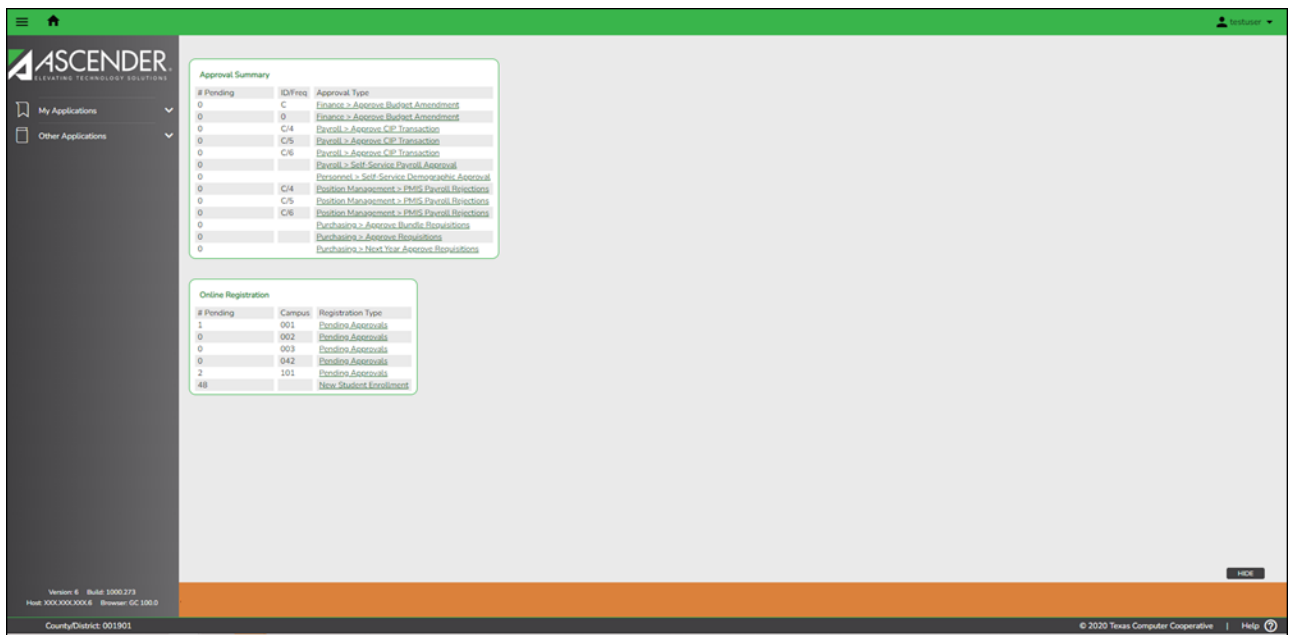 testuser
ASCENDER.
ELEVATING TECHNOLOGY SOLUTIONS
My Applications
Other Applications
Approval Summary
# Pending ID/Freq Approval Type
0 C Finance > Approve Budget Amendment
0 0 Finance > Approve Budget Amendment
0 C/4 Payroll > Approve CIP Transaction
0 C/5 Payroll > Approve CIP Transaction
0 C/6 Payroll > Approve CIP Transaction
0 Payroll > Self-Service Payroll Approval
0 Personnel > Self-Service Demographic Approval
0 C/4 Position Management > PMIS Payroll Rejections
0 C/5 Position Management > PMIS Payroll Rejections
0 C/6 Position Management > PMIS Payroll Rejections
0 Purchasing > Approve Bundle Requisitions
0 Purchasing > Approve Requisitions
0 Purchasing > Next Year Approve Requisitions
Online Registration
# Pending Campus Registration Type
1 001 Pending Approvals
0 002 Pending Approvals
0 003 Pending Approvals
0 042 Pending Approvals
2 101 Pending Approvals
48 New Student Enrollment
HIDE
Version: 6 Build: 1000.273
Host: XXX.XXX.XXX.6 Browser: GC 100.0
County/District: 001901
© 2020 Texas Computer Cooperative | Help ?